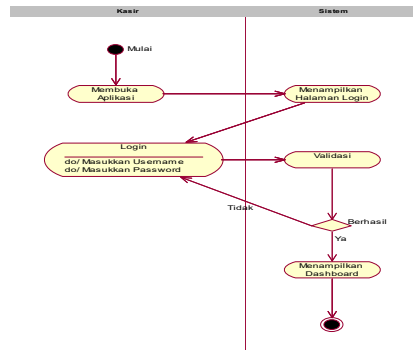 Kasir
Sistem
Mulai
Membuka
Aplikasi
Menampilkan
Halaman Login
Login
do/ Masukkan Username
do/ Masukkan Password
Validasi
Tidak
Berhasil
Ya
Menampilkan
Dashboard